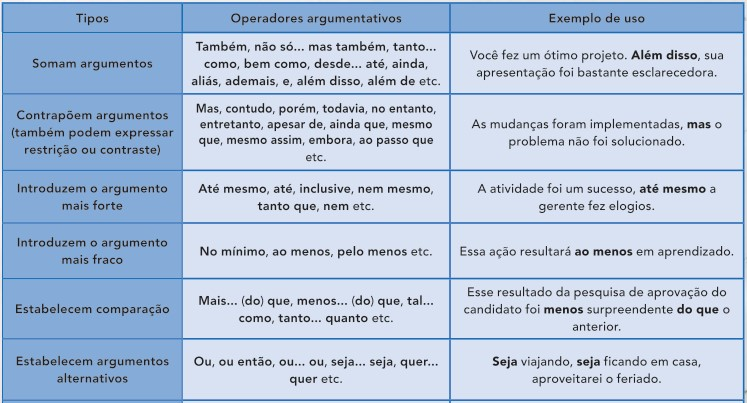 Tipos Operadores argumentativos Exemplo de uso
Somam argumentos
Também, não só... mas também, tanto...
como, bem como, desde... até, ainda,
aliás, ademais, e, além disso, além de etc.
Você fez um ótimo projeto. Além disso, sua
apresentação foi bastante esclarecedora.
Contrapõem argumentos
(também podem expressar
restrição ou contraste)
Mas, contudo, porém, todavia, no entanto,
entretanto, apesar de, ainda que, mesmo
que, mesmo assim, embora, ao passo que
etc.
As mudanças foram implementadas, mas o
problema não foi solucionado.
Introduzem o argumento
mais forte
Até mesmo, até, inclusive, nem mesmo,
tanto que, nem etc.
A atividade foi um sucesso, até mesmo a
gerente fez elogios.
Introduzem o argumento
mais fraco
No mínimo, ao menos, pelo menos etc.
Essa ação resultará ao menos em aprendizado.
Estabelecem comparação
Mais... (do) que, menos... (do) que, tal...
como, tanto... quanto etc.
Esse resultado da pesquisa de aprovação do
candidato foi menos surpreendente do que o
anterior.
Estabelecem argumentos
alternativos
Ou, ou então, ou... ou, seja... seja, quer...
quer etc.
Seja viajando, seja ficando em casa,
aproveitarei o feriado.